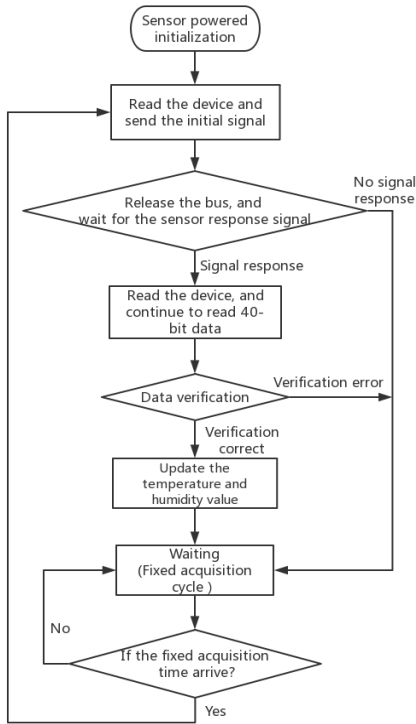 Sensor powered
initialization
Read the device and
send the initial signal
No signal
response
Release the bus, and
wait for the sensor response signal
Signal response
Read the device, and
continue to read 40-
bit data
Verification error
Data verification
Verification
correct
Update the
temperature and
humidity value
Waiting
(Fixed acquisition
cycle )
No
If the fixed acquisition
time arrive?
Yes